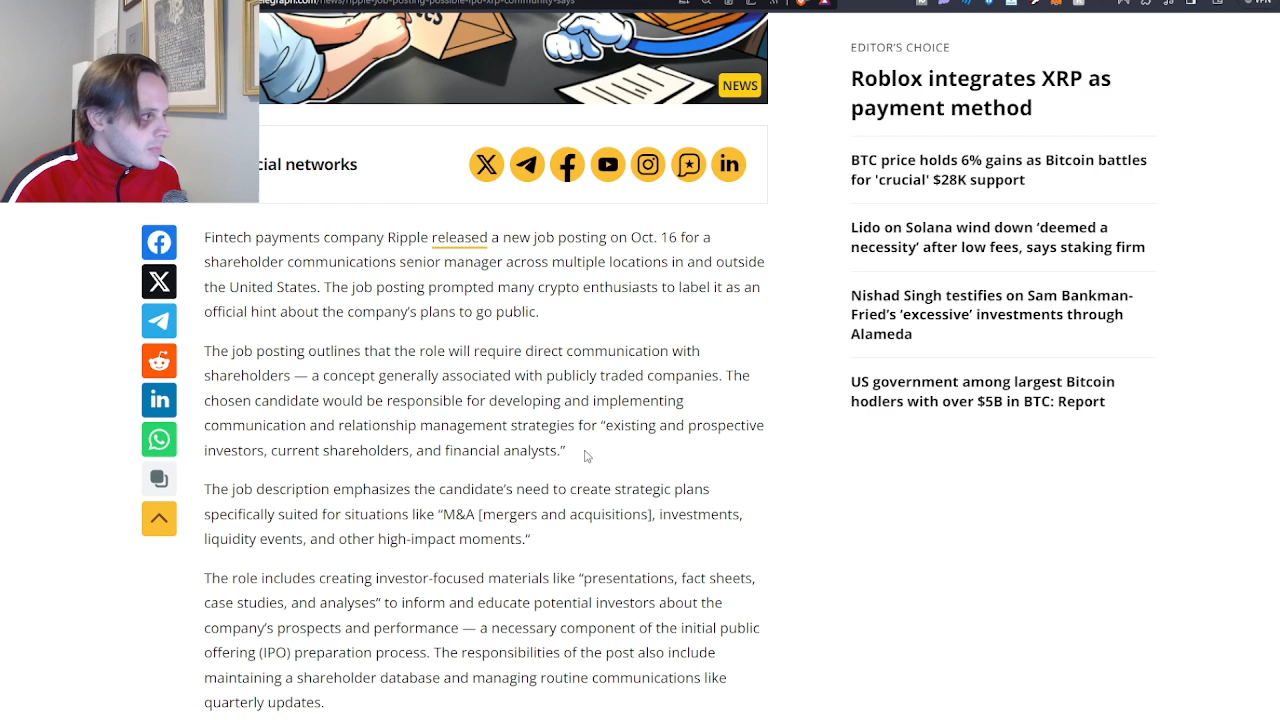 elegraph.com/news/ripple-job-posting-possible-ipo-xrp-community-says
VPN
NEWS
cial networks
Fintech payments company Ripple released a new job posting on Oct. 16 for a
shareholder communications senior manager across multiple locations in and outside
the United States. The job posting prompted many crypto enthusiasts to label it as an
official hint about the company’s plans to go public.
The job posting outlines that the role will require direct communication with
shareholders — a concept generally associated with publicly traded companies. The
chosen candidate would be responsible for developing and implementing
communication and relationship management strategies for “existing and prospective
investors, current shareholders, and financial analysts.”
The job description emphasizes the candidate’s need to create strategic plans
specifically suited for situations like “M&A [mergers and acquisitions], investments,
liquidity events, and other high-impact moments.“
The role includes creating investor-focused materials like “presentations, fact sheets,
case studies, and analyses” to inform and educate potential investors about the
company’s prospects and performance — a necessary component of the initial public
offering (IPO) preparation process. The responsibilities of the post also include
maintaining a shareholder database and managing routine communications like
quarterly updates.
EDITOR’S CHOICE
Roblox integrates XRP as
payment method
BTC price holds 6% gains as Bitcoin battles
for 'crucial' $28K support
Lido on Solana wind down ‘deemed a
necessity’ after low fees, says staking firm
Nishad Singh testifies on Sam Bankman-
Fried’s ‘excessive’ investments through
Alameda
US government among largest Bitcoin
hodlers with over $5B in BTC: Report